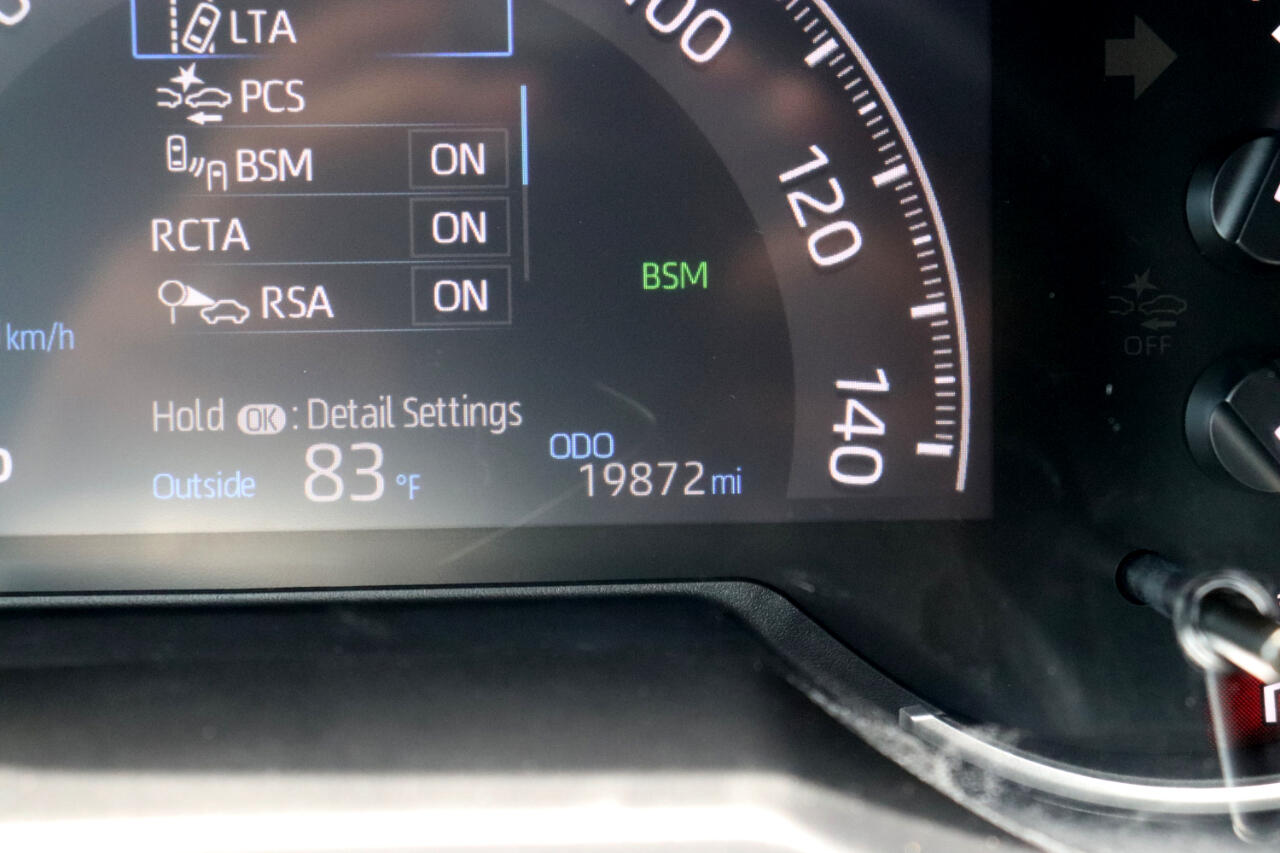 LTA
100
PCS
BSM ON
120
RCTA ON
BSM
RSA ON
km/h
OFF
Hold OK : Detail Settings
140
ODO
Outside 83 °F
19872 mi